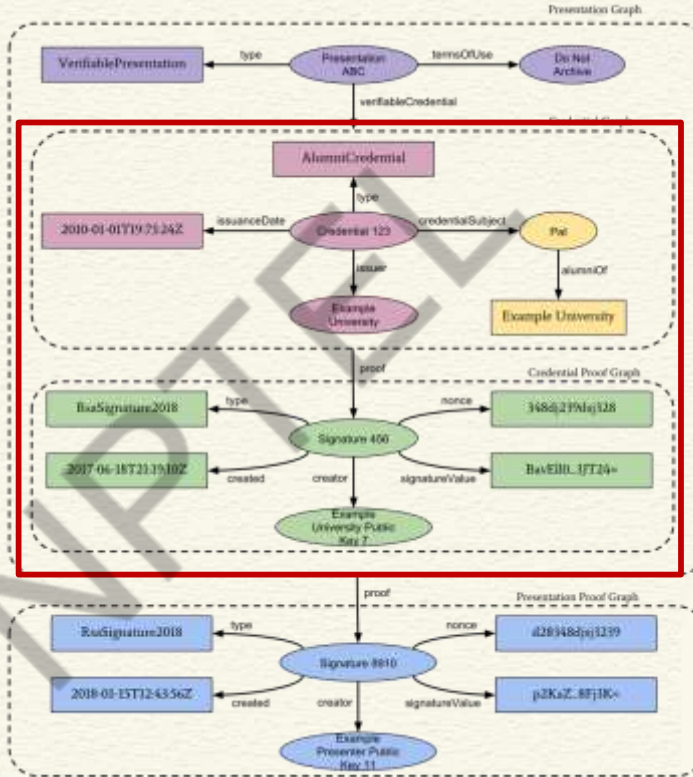 Presentation Graph
VerifiablePresentation
type
Presentation
ABC
termsOfUse
Do Not
Archive
verifiableCredential
Credential Graph
AlumniCredential
type
2010-01-01T19:73:24Z
issuanceDate
Credential 123
credentialSubject
Pat
issuer
alumniOf
Example
University
Example University
proof
Credential Proof Graph
RsaSignature2018
type
nonce
Signature 456
2017-06-18T21:19:10Z
created
creator
signatureValue
Example
University Public
Key 7
proof
Presentation Proof Graph
RsaSignature2018
type
nonce
Signature 8910
2018-01-15T12:43:56Z
created
creator
signatureValue
Example
Presenter Public
Key 11
NPTEL